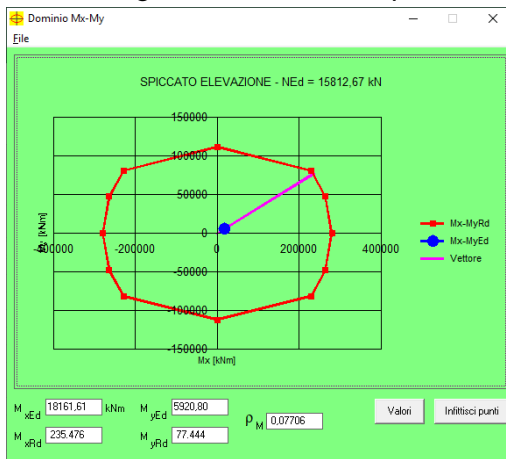 Dominio Mx-My
File
SPICCATO ELEVAZIONE - NEd = 15812,67 kN
150000
100000
50000
0
-50000
-100000
-150000
-400000 -200000 0 200000 400000
Mx [kNm]
Mx-MyRd
Mx-MyEd
Vettore
M xEd 18161,61 kNm M yEd 5920,80
ρ M 0,07706
Valori Infittisci punti
M xRd 235.476 M yRd 77.444